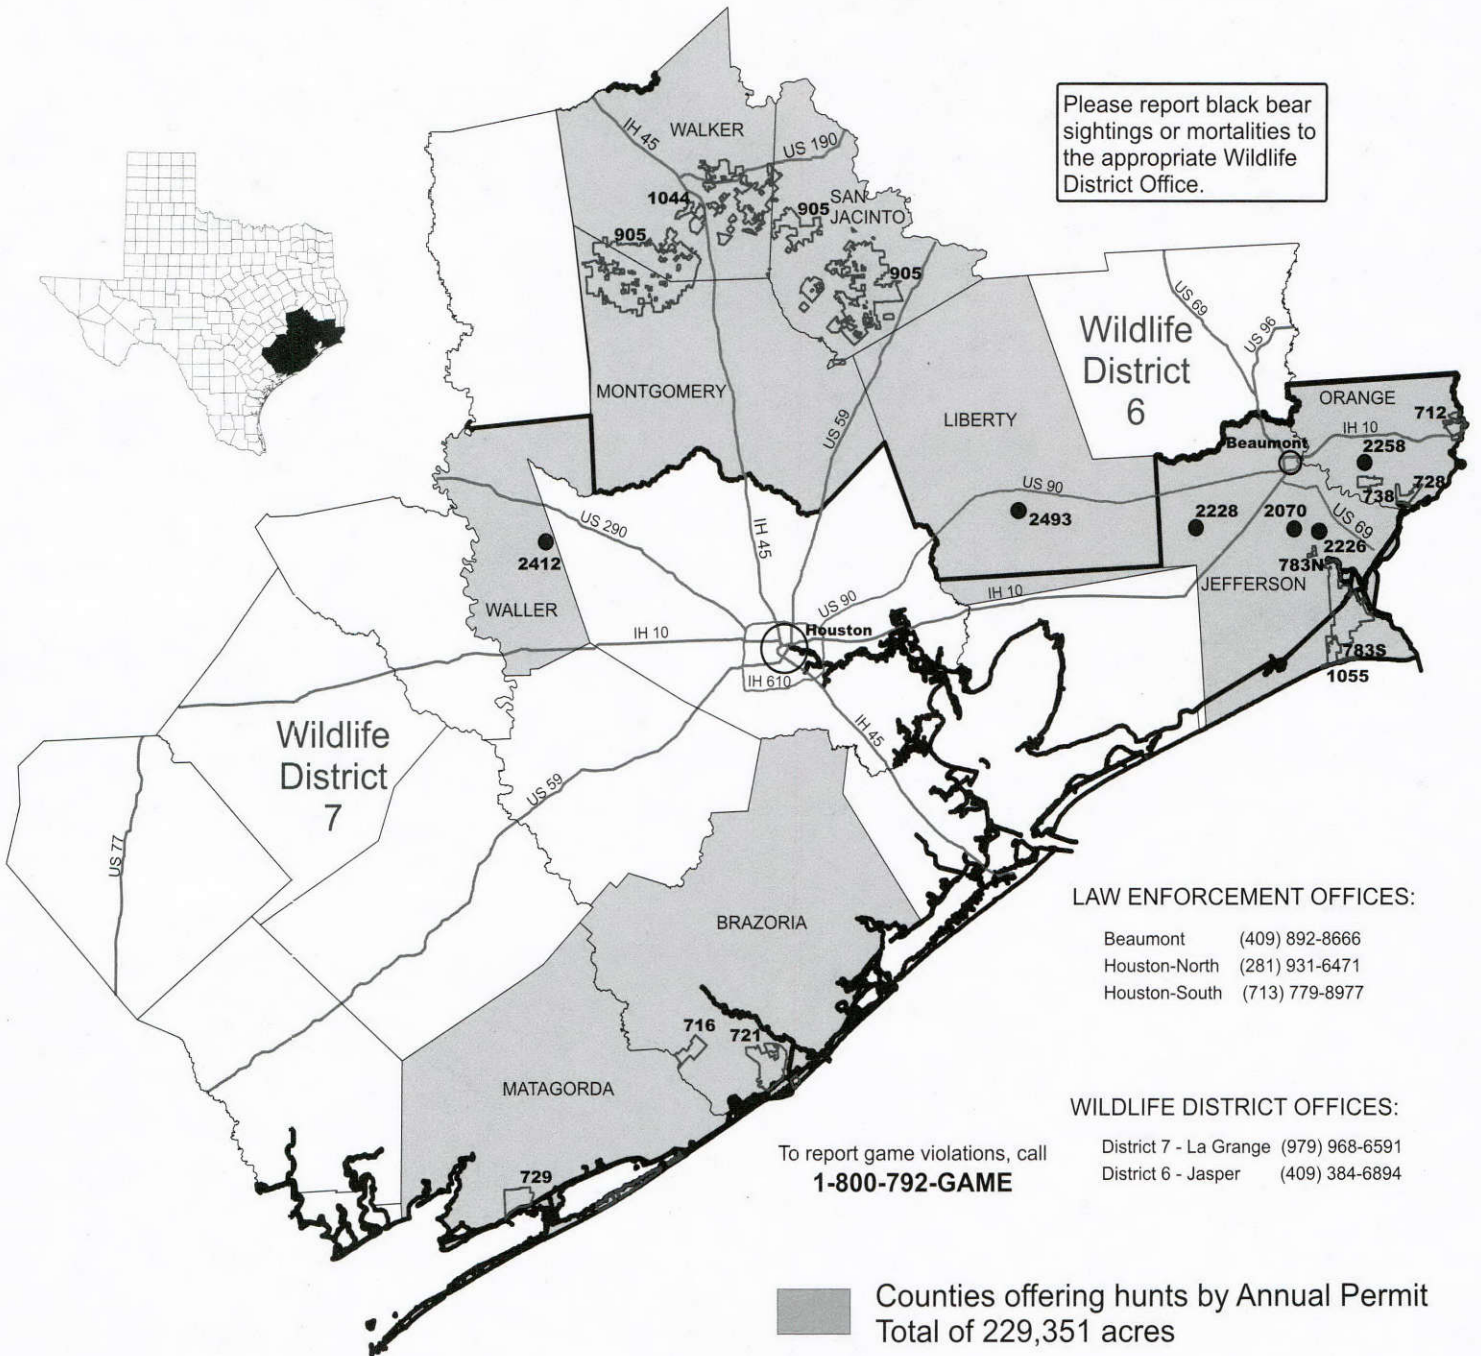 Please report black bear
sightings or mortalities to
the appropriate Wildlife
District Office.
WALKER
IH 45
US 190
1044
905
SAN
JACINTO
905
905
MONTGOMERY
US 59
LIBERTY
Wildlife
District
6
US 69
US 96
ORANGE
712
IH 10
Beaumont
2258
738
728
US 90
2493
2228
2070
US 69
2226
783N
JEFFERSON
783S
1055
US 290
2412
WALLER
IH 45
US 90
IH 10
IH 10
Houston
IH 610
IH 45
Wildlife
District
7
US 59
US 77
BRAZORIA
716
721
MATAGORDA
729
LAW ENFORCEMENT OFFICES:
Beaumont (409) 892-8666
Houston-North (281) 931-6471
Houston-South (713) 779-8977
WILDLIFE DISTRICT OFFICES:
District 7 - La Grange (979) 968-6591
District 6 - Jasper (409) 384-6894
To report game violations, call
1-800-792-GAME
Counties offering hunts by Annual Permit
Total of 229,351 acres